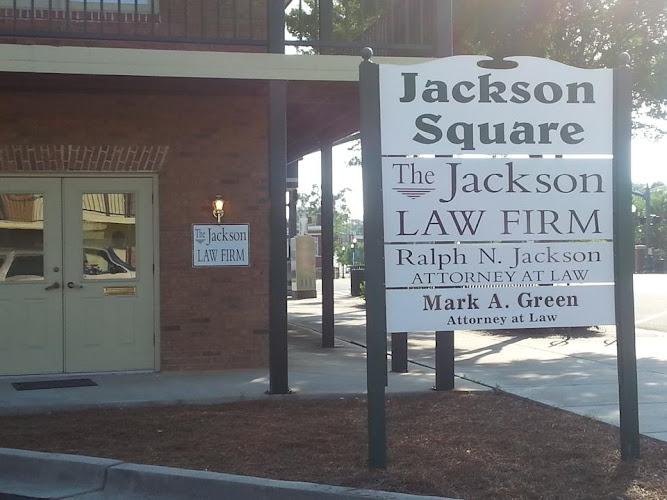 Jackson
Square
The Jackson
LAW FIRM
Ralph N. Jackson
ATTORNEY AT LAW
Mark A. Green
Attorney at Law
The Jackson
LAW FIRM